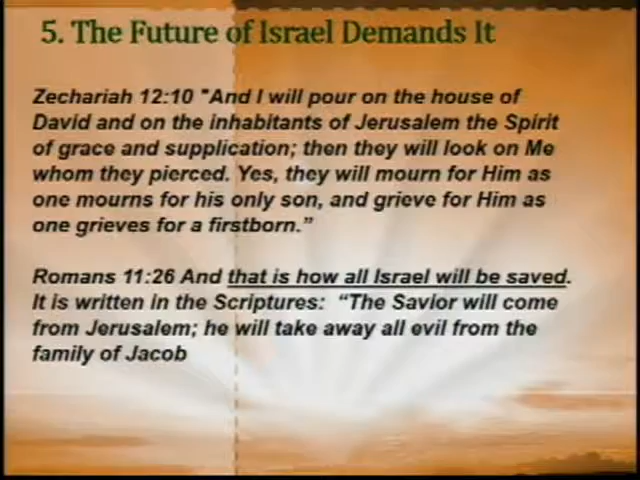 5. The Future of Israel Demands It
Zechariah 12:10 "And I will pour on the house of
David and on the inhabitants of Jerusalem the Spirit
of grace and supplication; then they will look on Me
whom they pierced. Yes, they will mourn for Him as
one mourns for his only son, and grieve for Him as
one grieves for a firstborn.”
Romans 11:26 And that is how all Israel will be saved.
It is written in the Scriptures:  “The Savior will come
from Jerusalem; he will take away all evil from the
family of Jacob